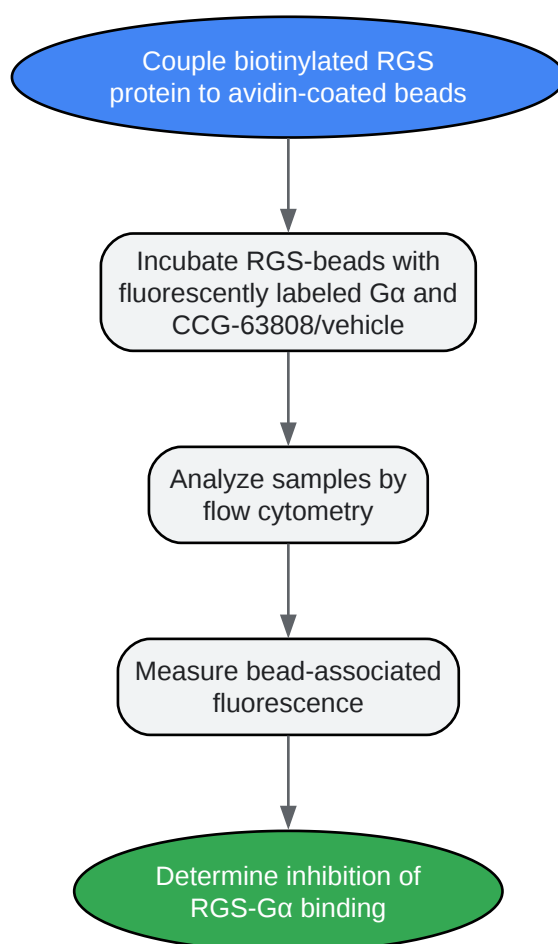 Couple biotinylated RGS
protein to avidin-coated beads
Incubate RGS-beads with
fluorescently labeled Gα and
CCG-63808/vehicle
Analyze samples by
flow cytometry
Measure bead-associated
fluorescence
Determine inhibition of
RGS-Gα binding